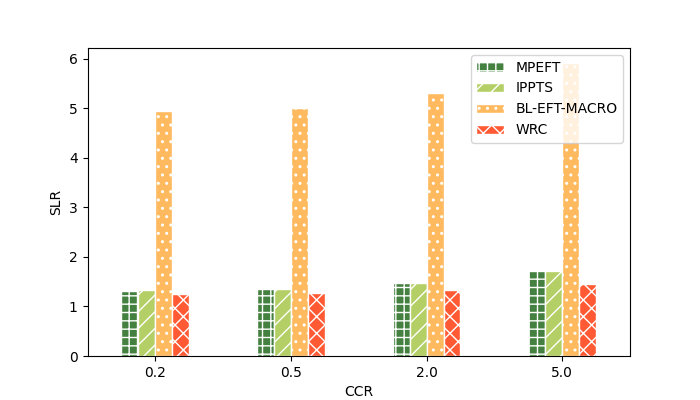 SLR
6
5
4
3
2
1
0
MPEFT
IPPTS
BL-EFT-MACRO
WRC
0.2 0.5 2.0 5.0
CCR